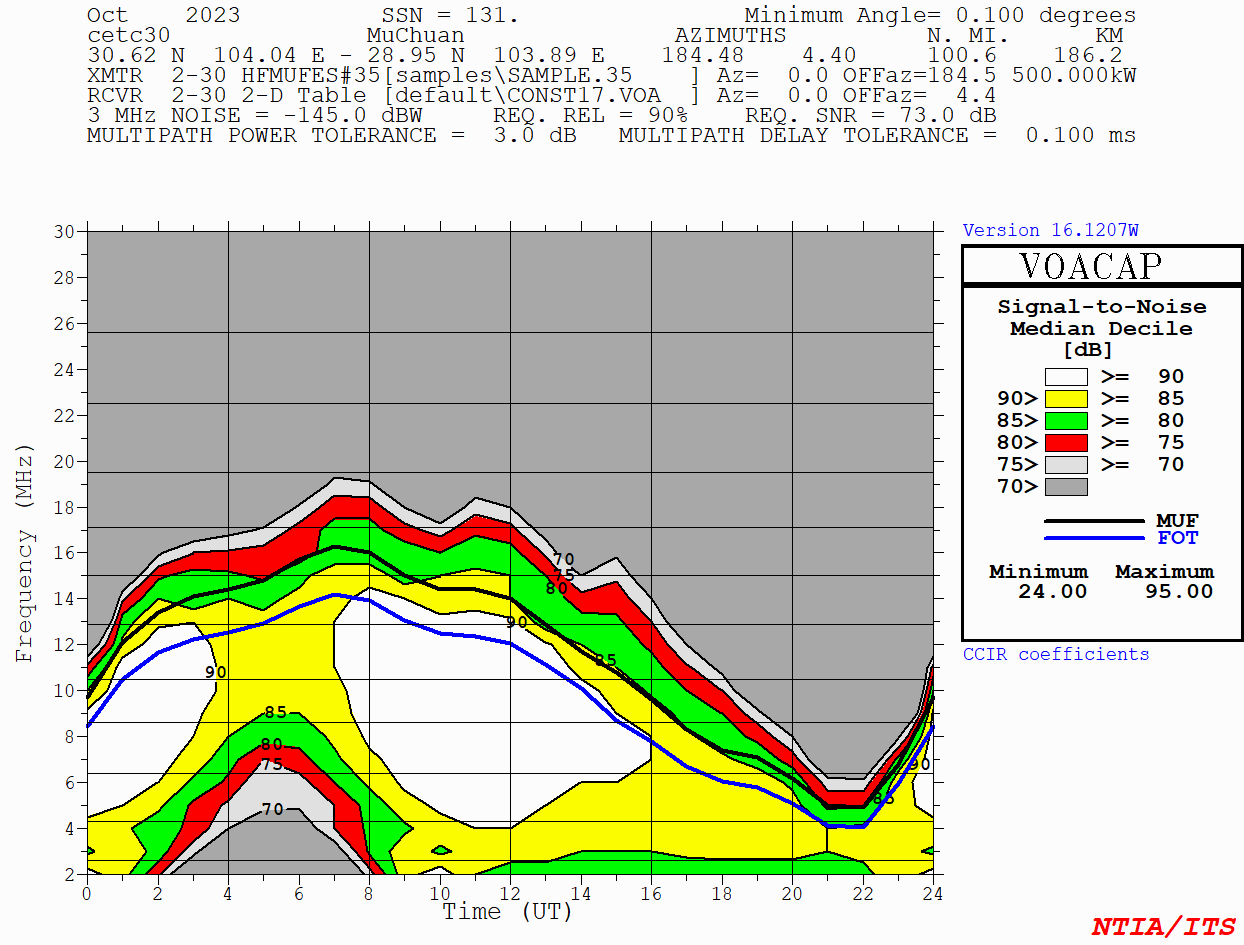 Oct    2023          SSN = 131.                Minimum Angle= 0.100 degrees
cetc30              MuChuan               AZIMUTHS          N. MI.      KM
30.62 N  104.04 E - 28.95 N  103.89 E    184.48    4.40     100.6    186.2
XMTR  2-30 HFMUFES#35[samples\SAMPLE.35    ] Az=  0.0 OFFaz=184.5 500.000kW
RCVR  2-30 2-D Table [default\CONST17.VOA  ] Az=  0.0 OFFaz=  4.4
3 MHz NOISE = -145.0 dBW     REQ. REL = 90%    REQ. SNR = 73.0 dB
MULTIPATH POWER TOLERANCE =  3.0 dB   MULTIPATH DELAY TOLERANCE =  0.100 ms
Version 16.1207W
VOACAP
Signal-to-Noise
Median Decile
[dB]
>= 90
90> >= 85
85> >= 80
80> >= 75
75> >= 70
70>
MUF
FOT
Minimum Maximum
24.00 95.00
CCIR coefficients
30
28
26
24
22
20
18
16
14
12
10
8
6
4
2
Frequency (MHz)
70
75
80
90
85
90
85
80
75
70
90
85
0 2 4 6 8 10 12 14 16 18 20 22 24
Time (UT)
NTIA/ITS